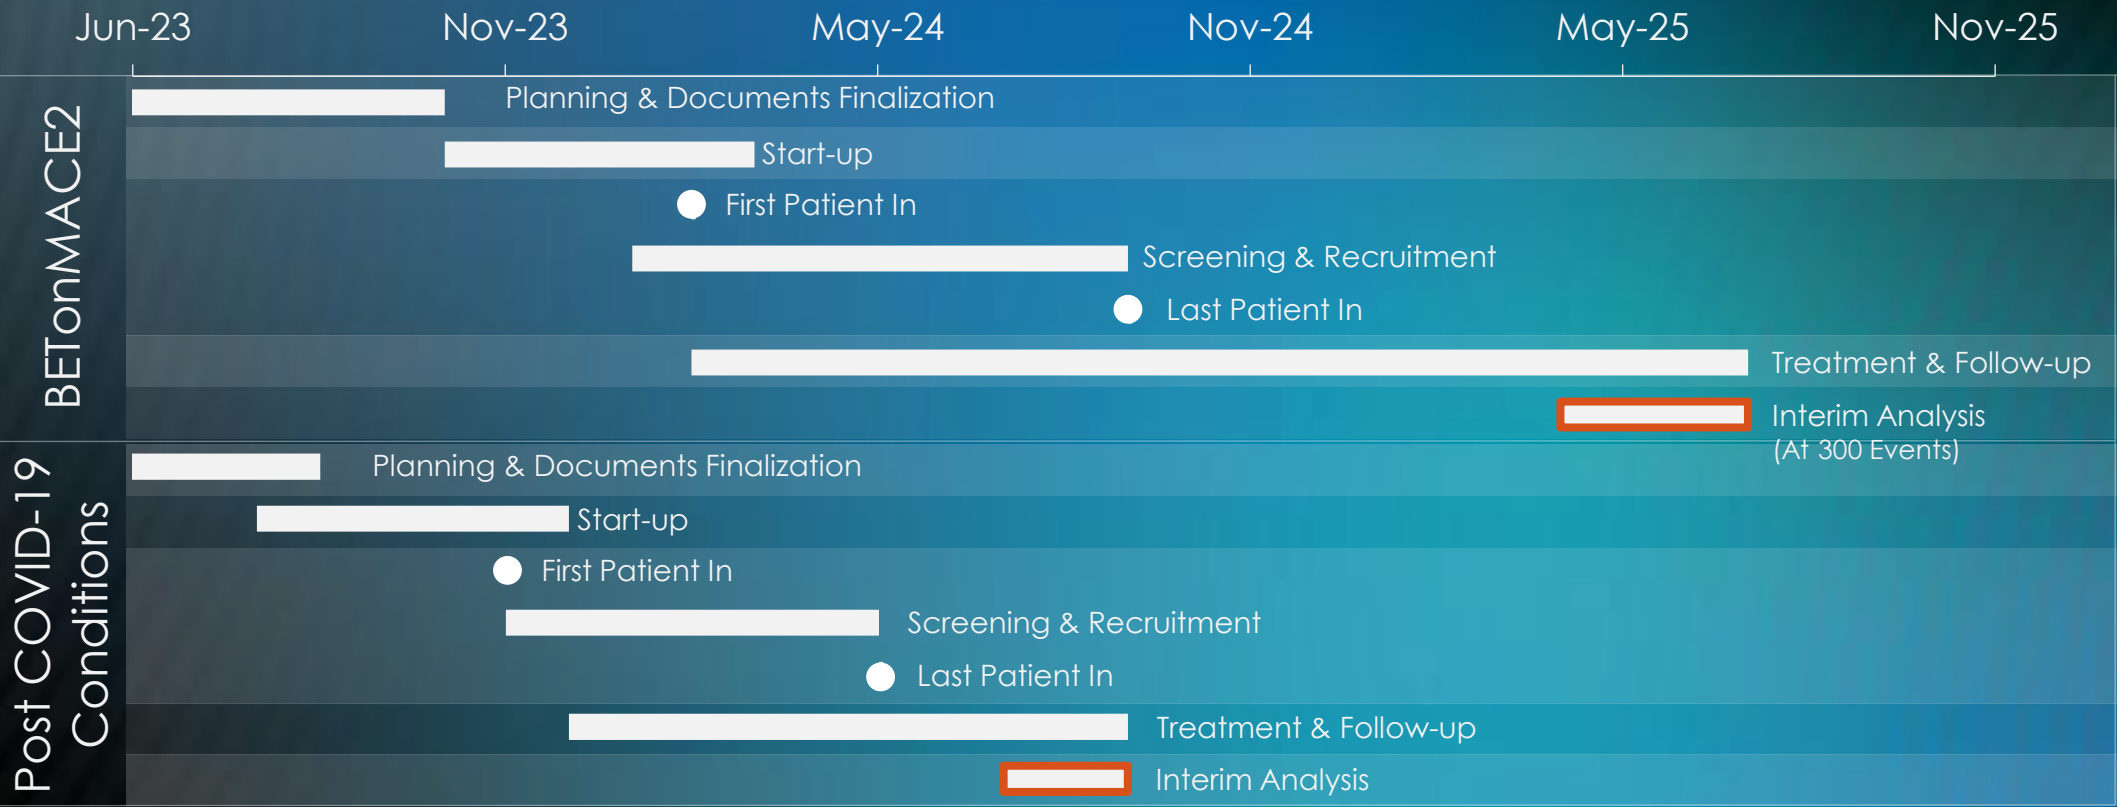 Jun-23 Nov-23 May-24 Nov-24 May-25 Nov-25
BETonMACE2
Planning & Documents Finalization
Start-up
First Patient In
Screening & Recruitment
Last Patient In
Treatment & Follow-up
Interim Analysis
(At 300 Events)
Post COVID-19
Conditions
Planning & Documents Finalization
Start-up
First Patient In
Screening & Recruitment
Last Patient In
Treatment & Follow-up
Interim Analysis